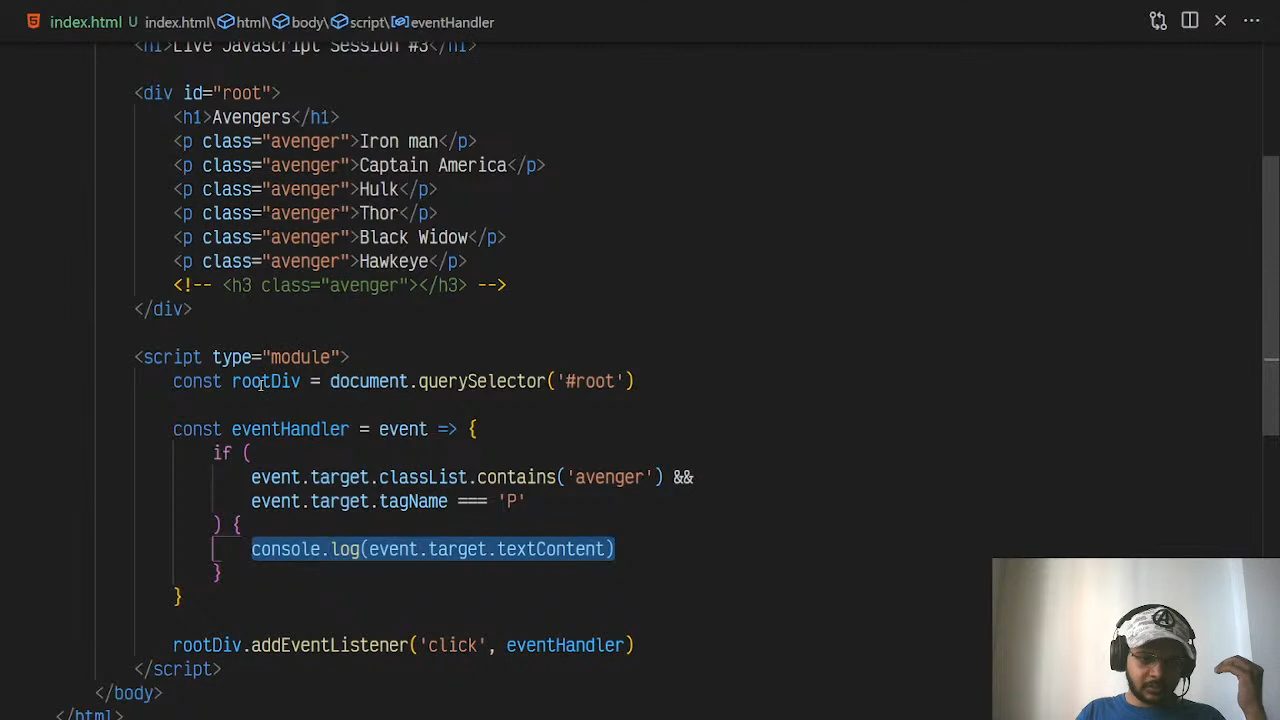 index.html U index.html\html\body\script\eventHandler
<h1>Live Javascript Session #3</h1>
<div id="root">
<h1>Avengers</h1>
<p class="avenger">Iron man</p>
<p class="avenger">Captain America</p>
<p class="avenger">Hulk</p>
<p class="avenger">Thor</p>
<p class="avenger">Black Widow</p>
<p class="avenger">Hawkeye</p>
<!-- <h3 class="avenger"></h3> -->
</div>
<script type="module">
const rootDiv = document.querySelector('#root')
const eventHandler = event => {
if (
event.target.classList.contains('avenger') &&
event.target.tagName === 'P'
) {
console.log(event.target.textContent)
}
}
rootDiv.addEventListener('click', eventHandler)
</script>
</body>
</html>